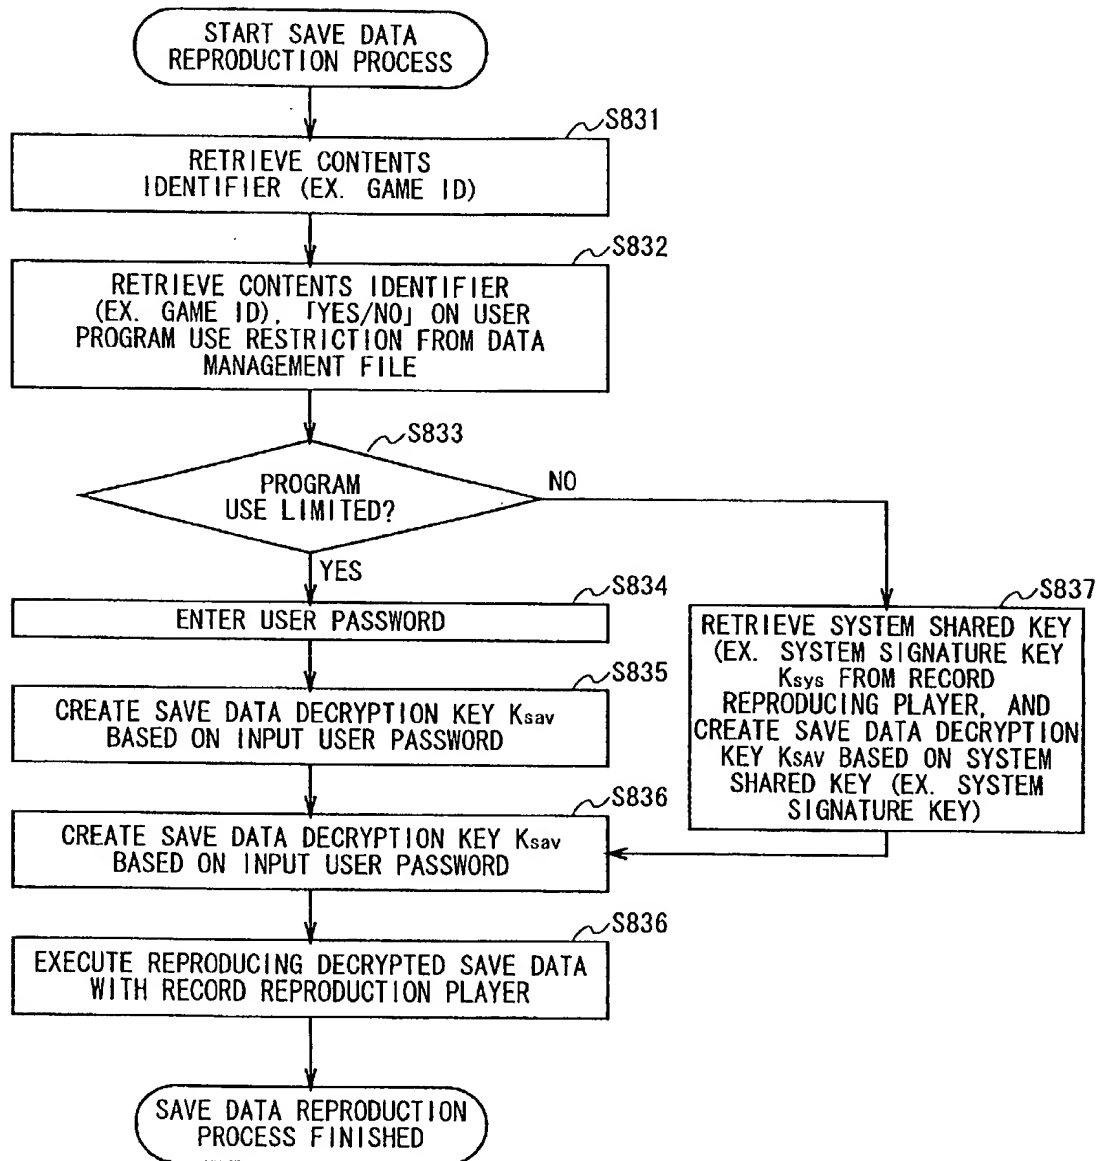 START SAVE DATA
REPRODUCTION PROCESS
S831
RETRIEVE CONTENTS
IDENTIFIER (EX. GAME ID)
S832
RETRIEVE CONTENTS IDENTIFIER
(EX. GAME ID), 「YES/NO」 ON USER
PROGRAM USE RESTRICTION FROM DATA
MANAGEMENT FILE
S833
PROGRAM
USE LIMITED?
NO
YES
S834
ENTER USER PASSWORD
S835
CREATE SAVE DATA DECRYPTION KEY Ksav
BASED ON INPUT USER PASSWORD
S837
RETRIEVE SYSTEM SHARED KEY
(EX. SYSTEM SIGNATURE KEY
Ksys FROM RECORD
REPRODUCING PLAYER, AND
CREATE SAVE DATA DECRYPTION
KEY KSAV BASED ON SYSTEM
SHARED KEY (EX. SYSTEM
SIGNATURE KEY)
S836
CREATE SAVE DATA DECRYPTION KEY Ksav
BASED ON INPUT USER PASSWORD
S836
EXECUTE REPRODUCING DECRYPTED SAVE DATA
WITH RECORD REPRODUCTION PLAYER
SAVE DATA REPRODUCTION
PROCESS FINISHED